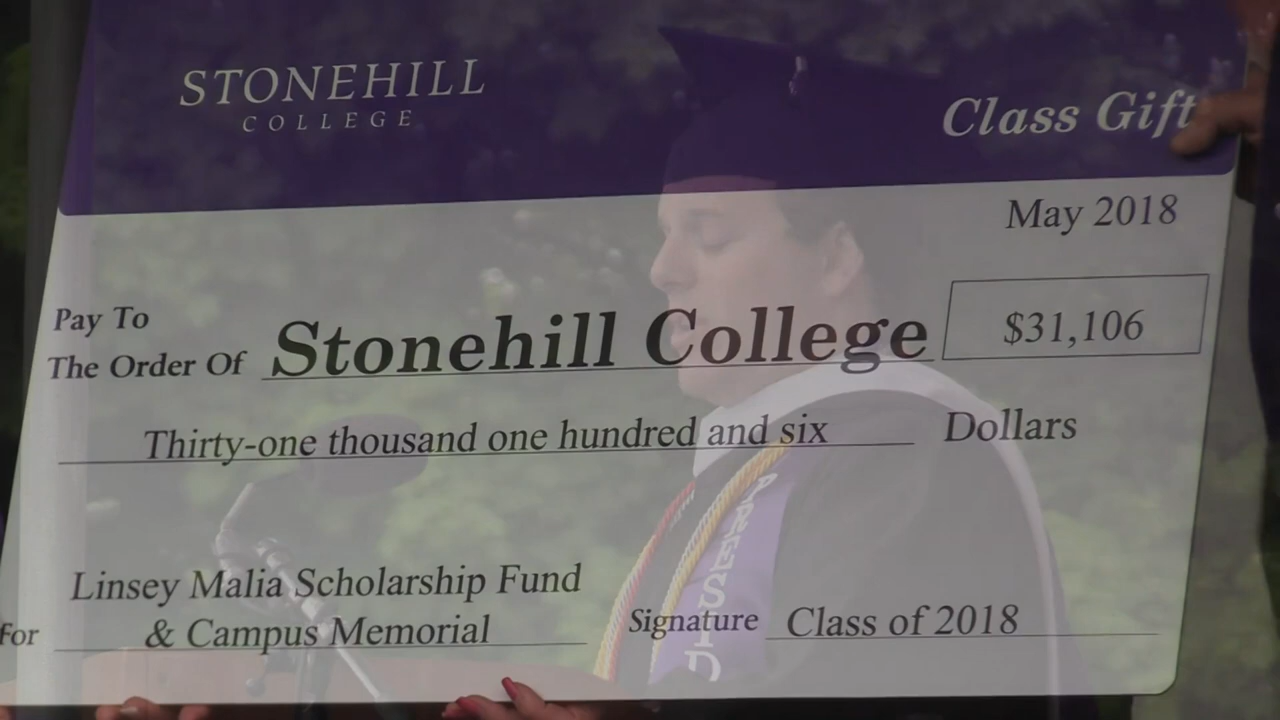 STONEHILL
COLLEGE
Class Gift
May 2018
Pay To
The Order Of Stonehill College $31,106
Thirty-one thousand one hundred and six Dollars
Linsey Malia Scholarship Fund
For & Campus Memorial
Signature Class of 2018